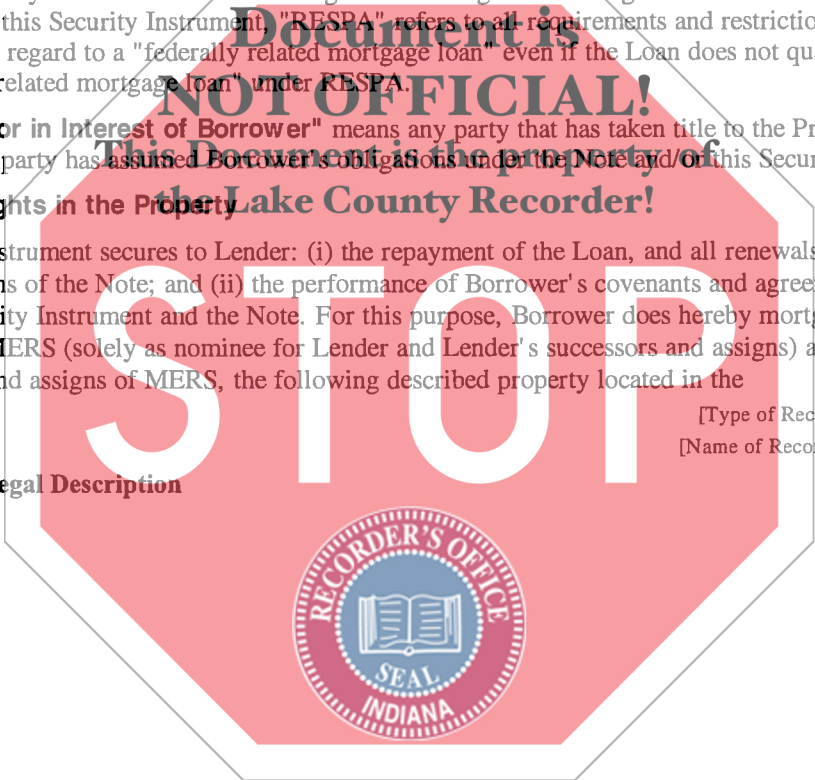 this Security Instrument, "RESPA" refers to all requirements and restrictio
Document is
regard to a "federally related mortgage loan" even if the Loan does not qu
elated mortgage loan" under RESPA.
NOT OFFICIAL!
or in Interest of Borrower" means any party that has taken title to the Pr
This Document is the property of
party has assumed Borrower's obligations under the Note and/or this Secur
the Lake County Recorder!
ghts in the Property
strument secures to Lender: (i) the repayment of the Loan, and all renewals
ns of the Note; and (ii) the performance of Borrower's covenants and agree
ity Instrument and the Note. For this purpose, Borrower does hereby mortg
MERS (solely as nominee for Lender and Lender's successors and assigns) a
nd assigns of MERS, the following described property located in the
STOP
[Type of Rec
[Name of Reco
egal Description
RECORDER'S OFFICE
SEAL
INDIANA